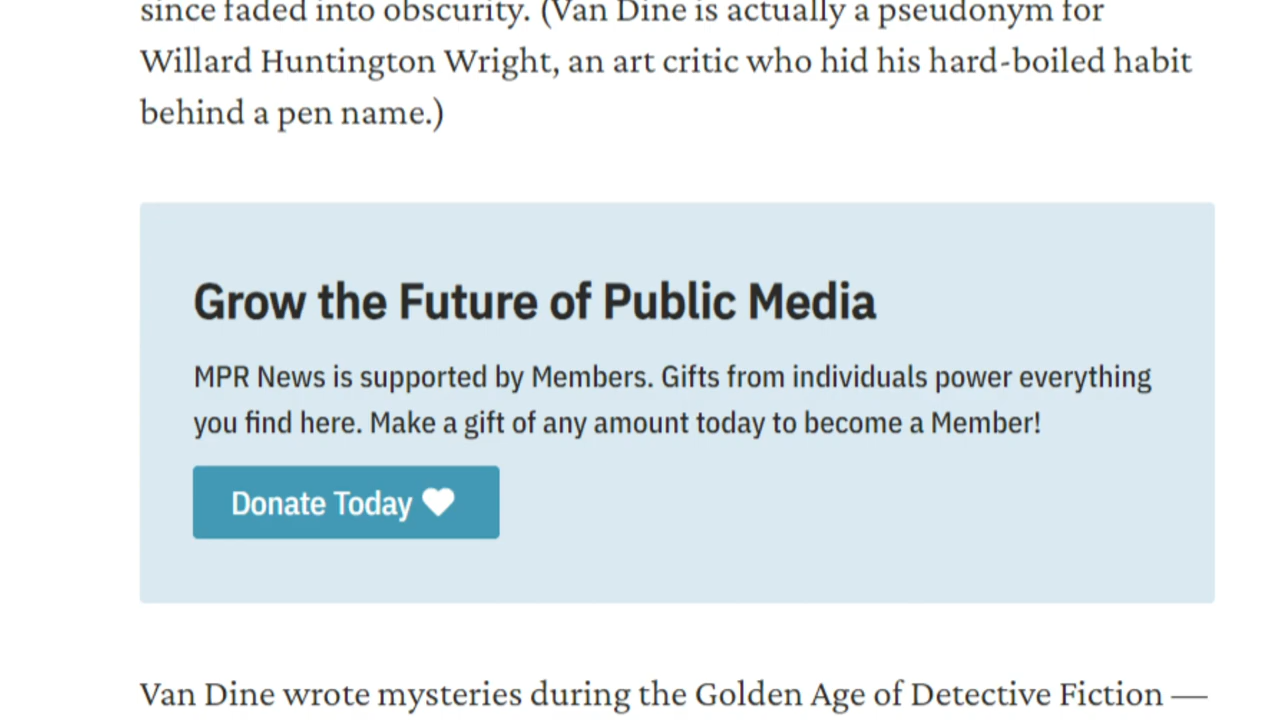 since faded into obscurity. (Van Dine is actually a pseudonym for
Willard Huntington Wright, an art critic who hid his hard-boiled habit
behind a pen name.)
Grow the Future of Public Media
MPR News is supported by Members. Gifts from individuals power everything
you find here. Make a gift of any amount today to become a Member!
Donate Today
Van Dine wrote mysteries during the Golden Age of Detective Fiction —